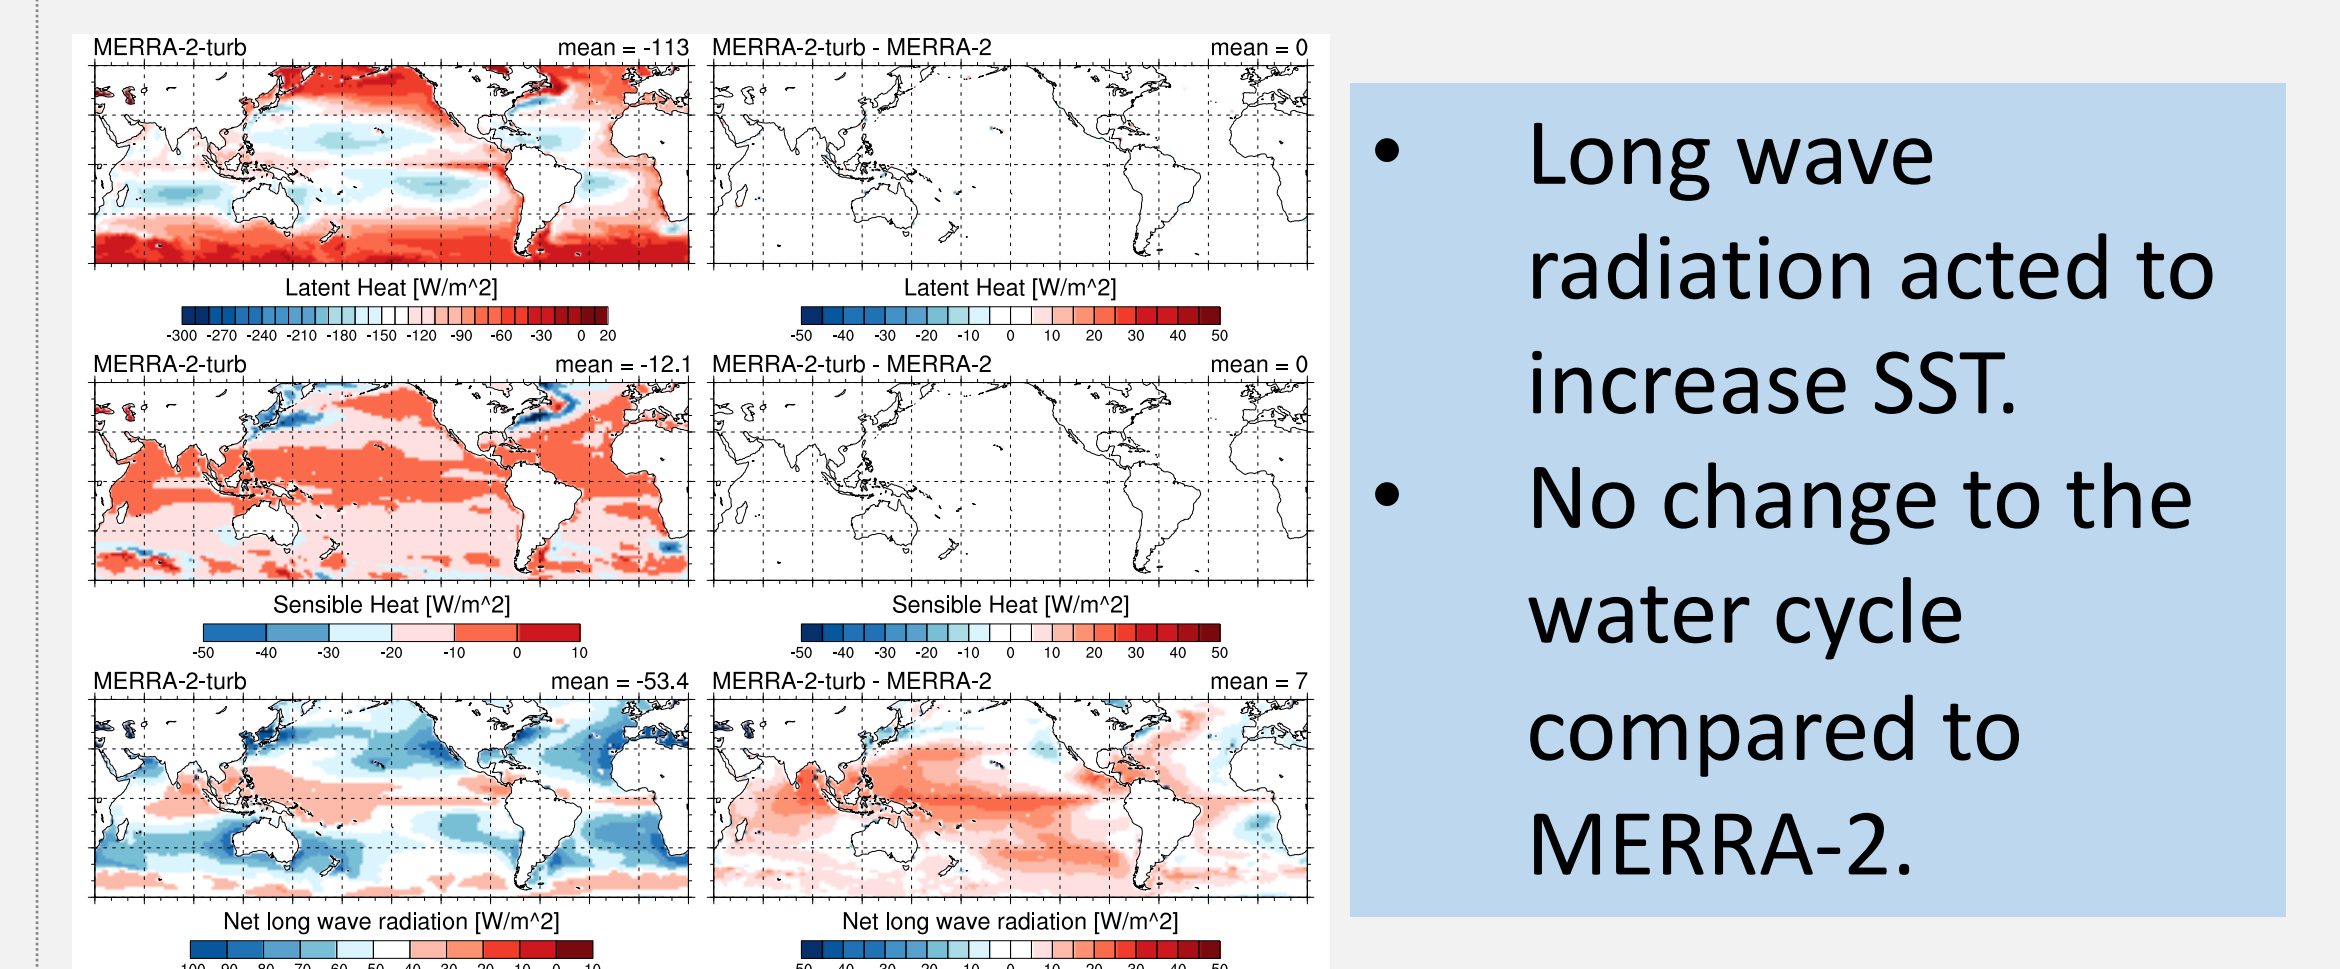 MERRA-2-turb mean = -113 MERRA-2-turb - MERRA-2 mean = 0
Latent Heat [W/m^2] Latent Heat [W/m^2]
-300 -270 -240 -210 -180 -150 -120 -90 -60 -30 0 20 -50 -40 -30 -20 -10 0 10 20 30 40 50
MERRA-2-turb mean = -12.1 MERRA-2-turb - MERRA-2 mean = 0
Sensible Heat [W/m^2] Sensible Heat [W/m^2]
-50 -40 -30 -20 -10 0 10 -50 -40 -30 -20 -10 0 10 20 30 40 50
MERRA-2-turb mean = -53.4 MERRA-2-turb - MERRA-2 mean = 7
Net long wave radiation [W/m^2] Net long wave radiation [W/m^2]
• Long wave
radiation acted to
increase SST.
• No change to the
water cycle
compared to
MERRA-2.